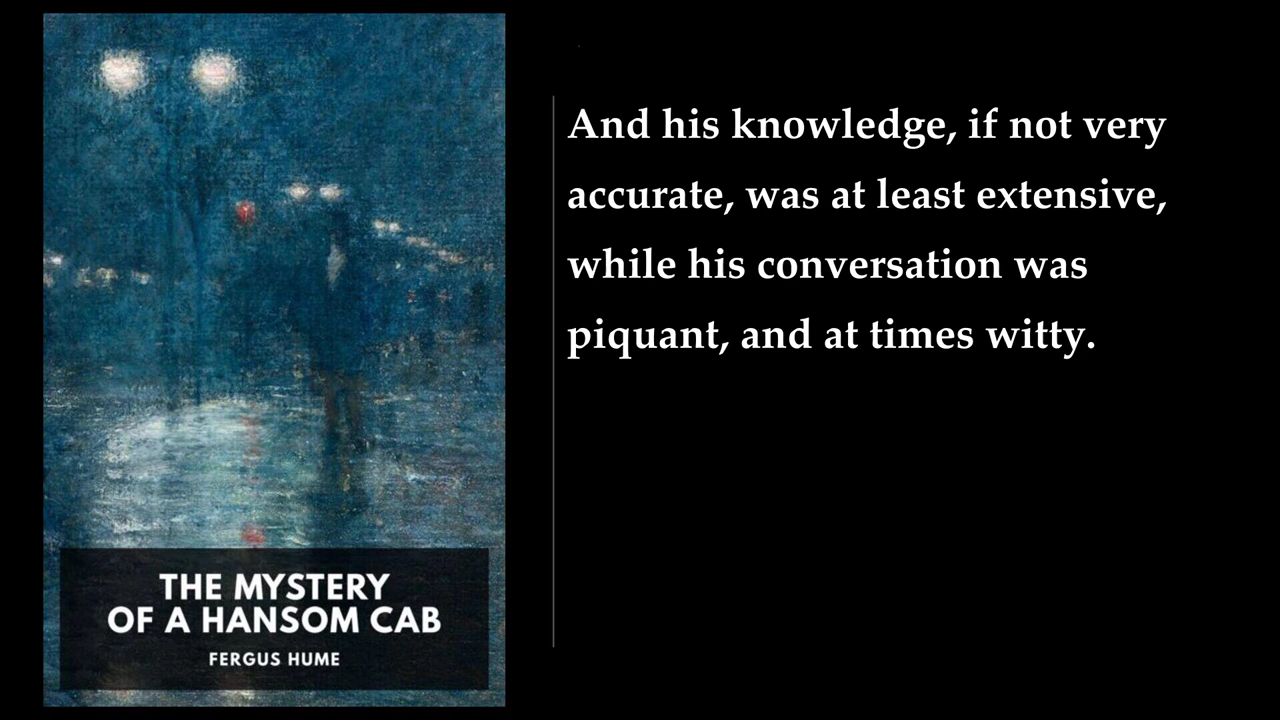 And his knowledge, if not very
accurate, was at least extensive,
while his conversation was
piquant, and at times witty.
THE MYSTERY
OF A HANSOM CAB
FERGUS HUME